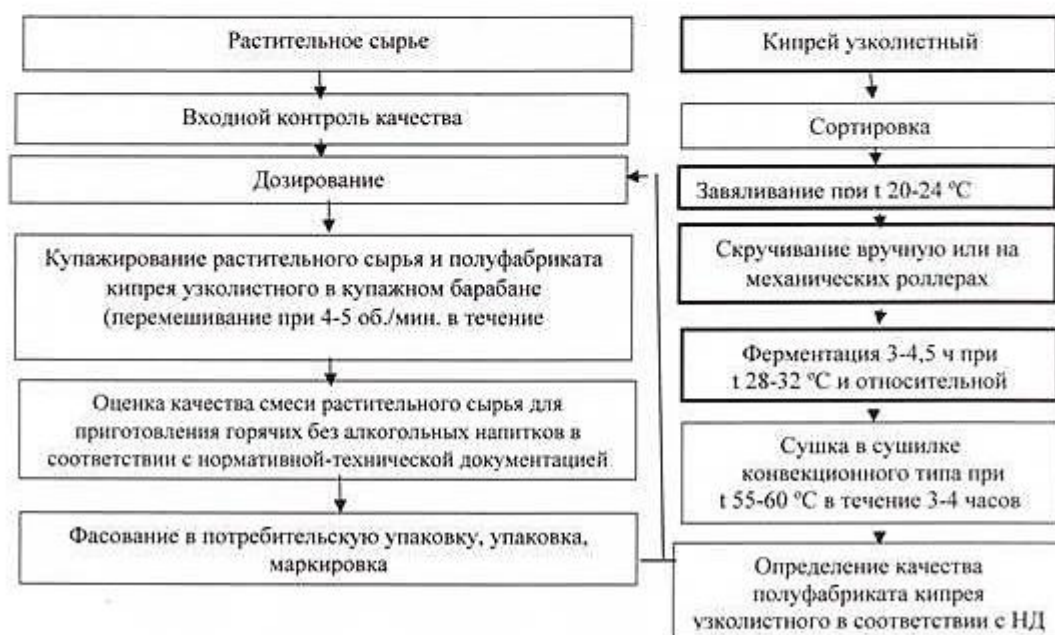 Растительное сырье
Входной контроль качества
Дозирование
Купажирование растительного сырья и полуфабриката
кипрея узколистного в купажном барабане
(перемешивание при 4-5 об./мин. в течение
Оценка качества смеси растительного сырья для
приготовления горячих без алкогольных напитков в
соответствии с нормативной-технической документацией
Фасование в потребительскую упаковку, упаковка,
маркировка
Кипрей узколистный
Сортировка
Завяливание при t 20-24 ºC
Скручивание вручную или на
механических роллерах
Ферментация 3-4,5 ч при
t 28-32 ºC и относительной
Сушка в сушилке
конвекционного типа при
t 55-60 ºC в течение 3-4 часов
Определение качества
полуфабриката кипрея
узколистного в соответствии с НД